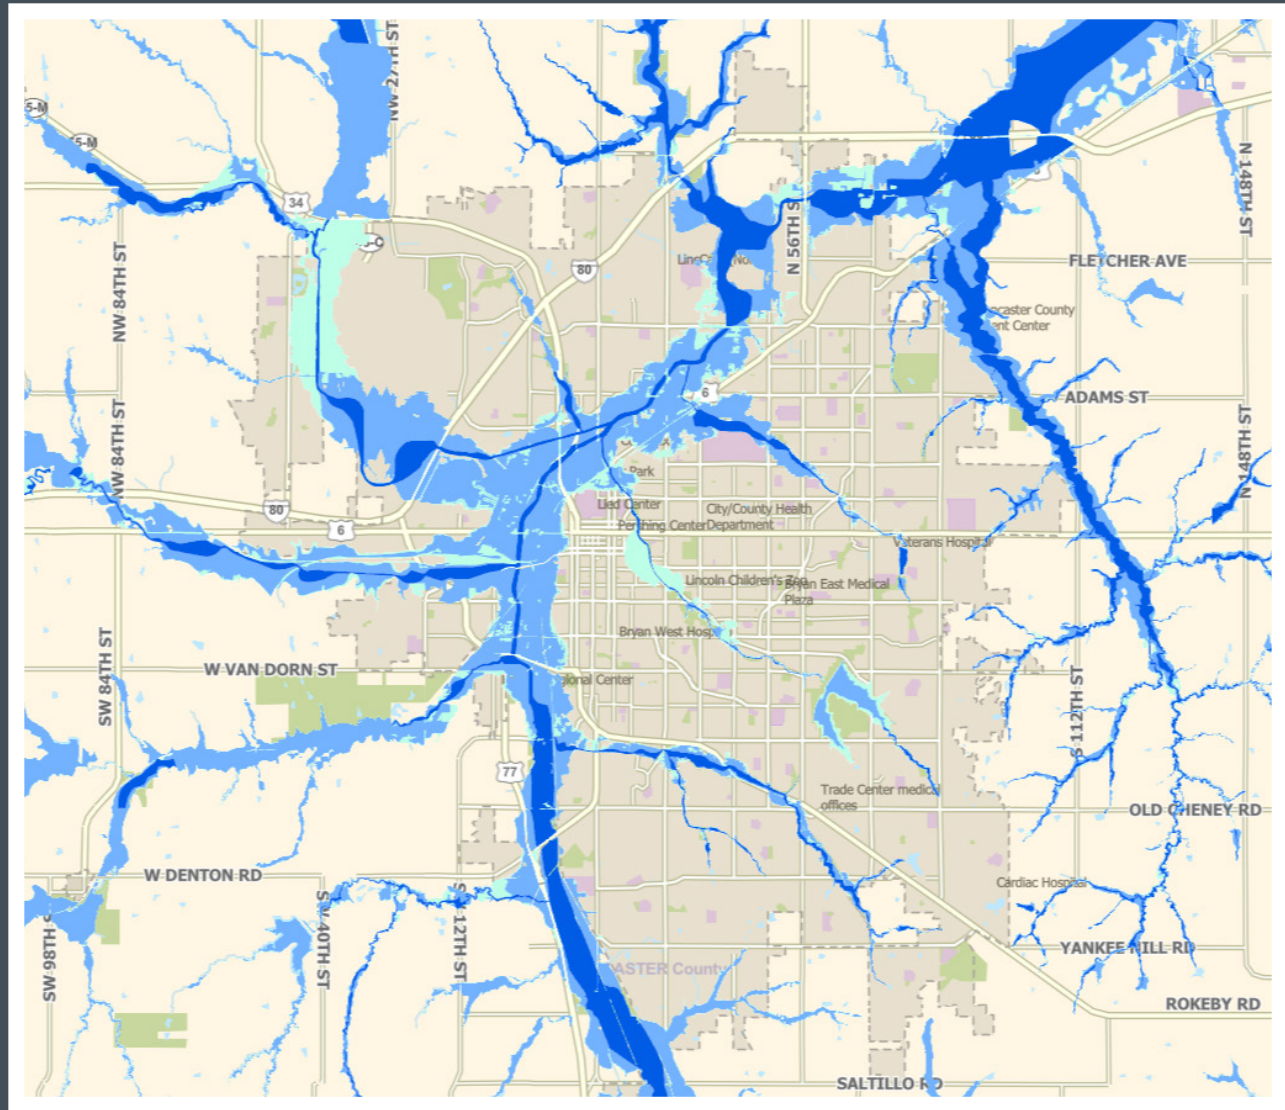 NW 27TH ST
5-M
5-M
N 148TH ST
34
80
N 56TH S
NW 84TH ST
FLETCHER AVE
ncaster County
ent Center
6
ADAMS ST
NW 84TH ST
N 148TH ST
Park
Lied Center
City/County Health
80
6
Pershing Center
Department
Veterans Hospital
Lincoln Children's Zoo
Bryan East Medical
Plaza
Bryan West Hosp
SW 84TH ST
W VAN DORN ST
gional Center
S 112TH ST
77
Trade Center medical
offices
OLD CHENEY RD
W DENTON RD
Cardiac Hospital
SW 40TH ST
S 12TH ST
SW 98TH S
YANKEE HILL RD
ASTER County
ROKEBY RD
SALTILLO RD